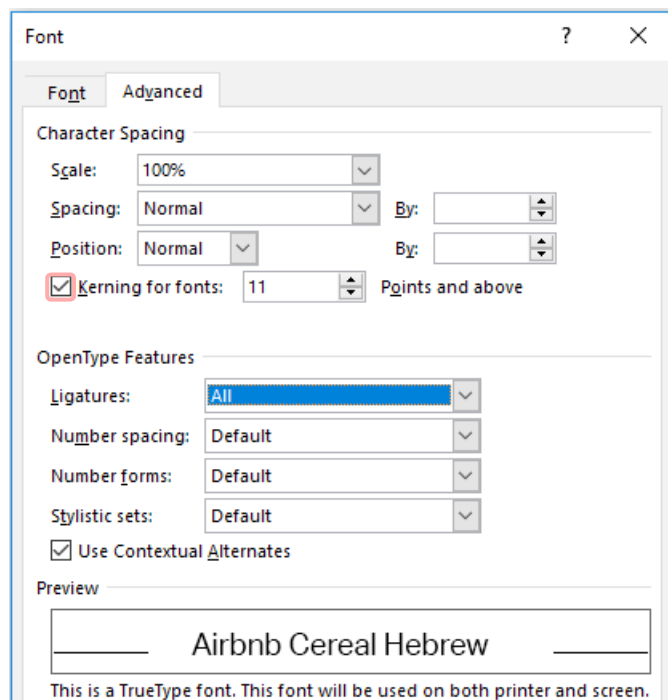 Font ?
Font Advanced
Character Spacing
Scale: 100%
Spacing: Normal By:
Position: Normal By:
Kerning for fonts: 11 Points and above
OpenType Features
Ligatures: All
Number spacing: Default
Number forms: Default
Stylistic sets: Default
Use Contextual Alternates
Preview
Airbnb Cereal Hebrew
This is a TrueType font. This font will be used on both printer and screen.